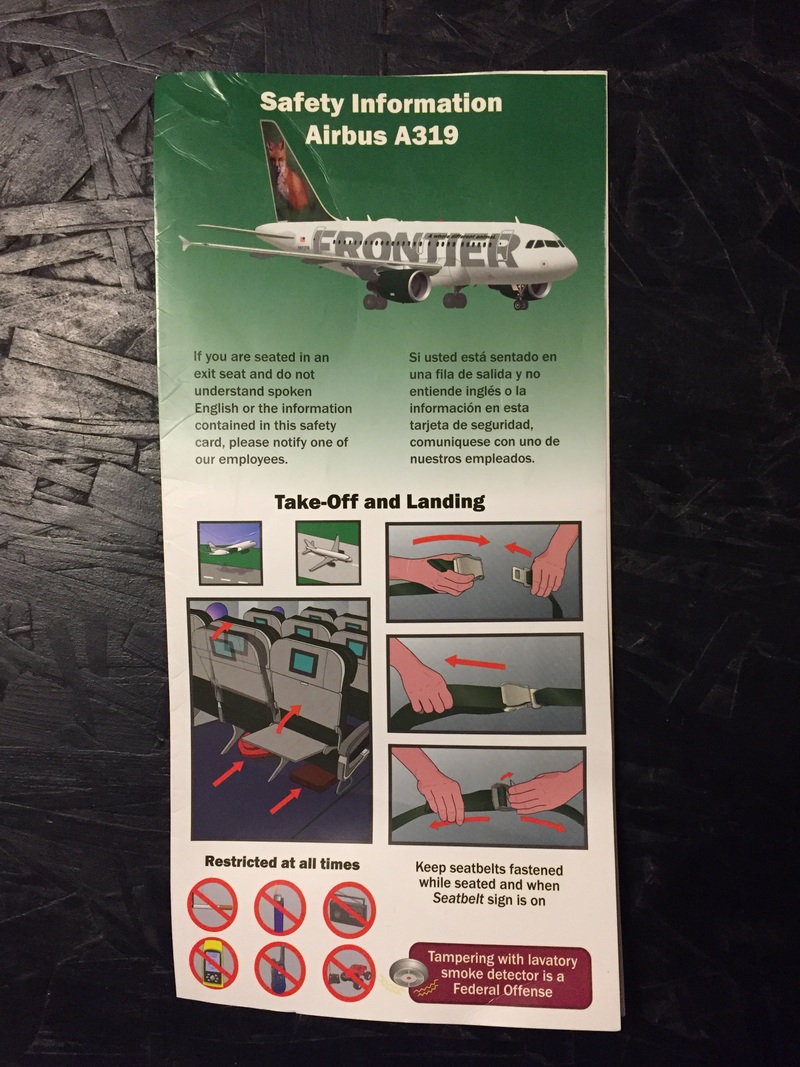 Safety Information
Airbus A319
FRONTIER
If you are seated in an
exit seat and do not
understand spoken
English or the information
contained in this safety
card, please notify one of
our employees.
Si usted está sentado en
una fila de salida y no
entiende inglés o la
información en esta
tarjeta de seguridad,
comuniquese con uno de
nuestros empleados.
Take-Off and Landing
Restricted at all times
Keep seatbelts fastened
while seated and when
Seatbelt sign is on
Tampering with lavatory
smoke detector is a
Federal Offense